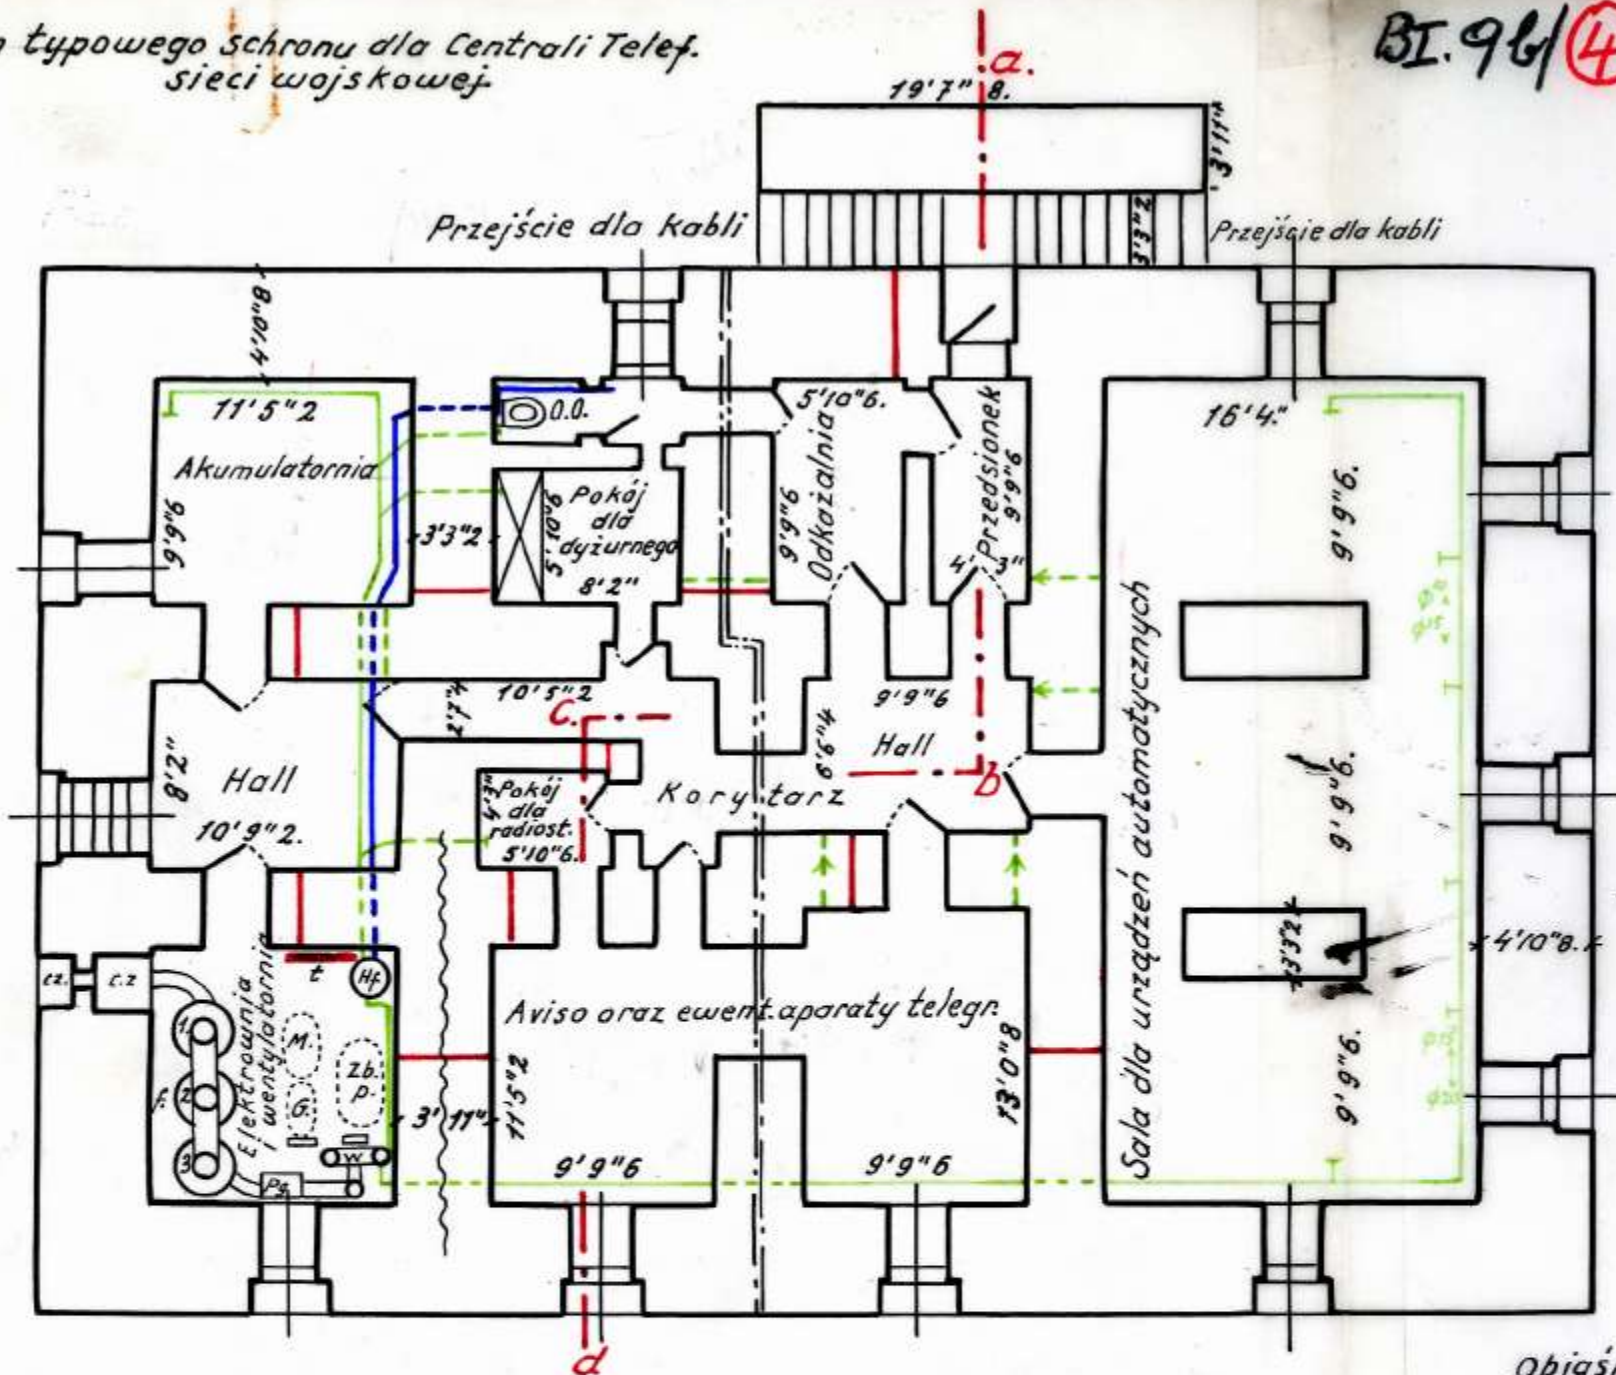 typowego schronu dla Centrali Telef.
sieci wojskowej
BI. 9b/ 4
a.
19'7" 8.
3'11"
3'3"2
Przejście dla kabli
Przejście dla kabli
4'10"8
11'5"2
Akumulatornia
9'9"6
3'3"2
O.O.
Pokój
dla
dyżurnego
5'10"6
8'2"
5'10"6.
Odkażalnia
9'9"6
Przedsionek
9'9"6
4' 3"
16'4"
9'9"6.
9'9"6.
9'9"6.
Sala dla urządzeń automatycznych
3'3"2
4'10"8.
8'2"
Hall
10'9"2.
2'7"4
10'5"2
c.
9'9"6
6'6"4
Hall
b
Korytarz
Pokój
dla
radiost.
4'3"
5'10"6.
cz.
c.z
t
Hf
Elektrownia
i wentylatornia
1.
2
3
f.
M.
G.
Zb.
p.
W
Pg.
3' 11"
11'5"2
Aviso oraz ewent. aparaty telegr.
13'0"8
9'9"6
9'9"6
d